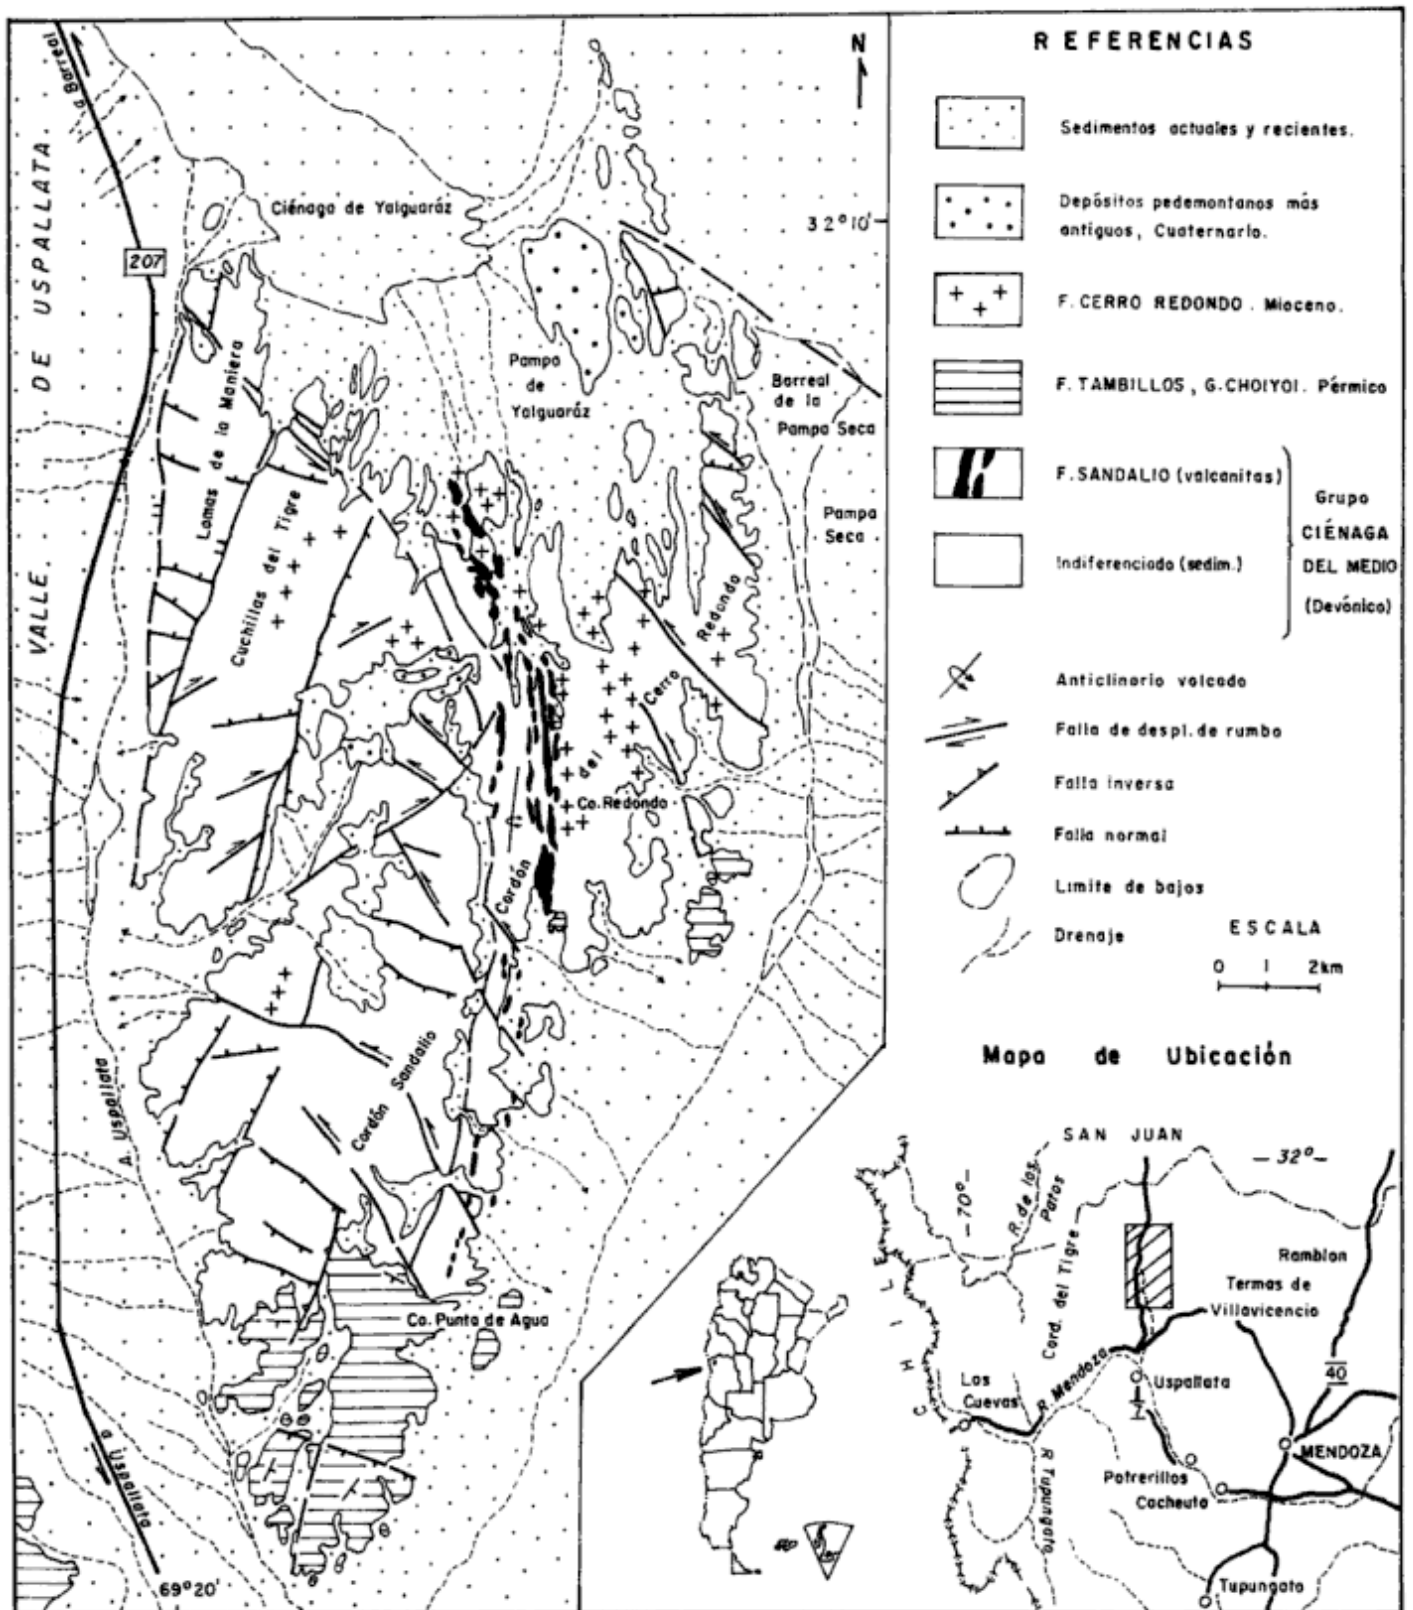 N
a Barreal
VALLE DE USPALLATA.
207
Ciénaga de Yalguaráz
32°10'
Lomas de la Maniera
Cuchillas del Tigre
Pampa
de
Yalguaráz
Barreal
de la
Pampa Seca
Pampa
Seca
Cordón del Cerro Redondo
Co. Redondo
A. Uspallata
Cordón Sandalio
Co. Punta de Agua
a Uspallata
69°20'
REFERENCIAS
Sedimentos actuales y recientes.
Depósitos pedemontanos más
antiguos, Cuaternario.
F. CERRO REDONDO. Mioceno.
F. TAMBILLOS, G. CHOIYOI. Pérmico
F. SANDALIO (volcanitas)
Indiferenciado (sedim.)
Grupo
CIÉNAGA
DEL MEDIO
(Devónico)
Anticlinorio volcado
Falla de despl. de rumbo
Falla inversa
Falla normal
Límite de bajos
Drenaje
ESCALA
0 1 2km
Mapa de Ubicación
SAN JUAN
—32°—
—70°—
R. de los
Patos
CHILE
Cord. del Tigre
Ramblon
Termas de
Villavicencio
R. Mendoza
Las
Cuevas
Uspallata
7
40
MENDOZA
Potrerillos
Cacheuta
R Tupungato
Tupungato